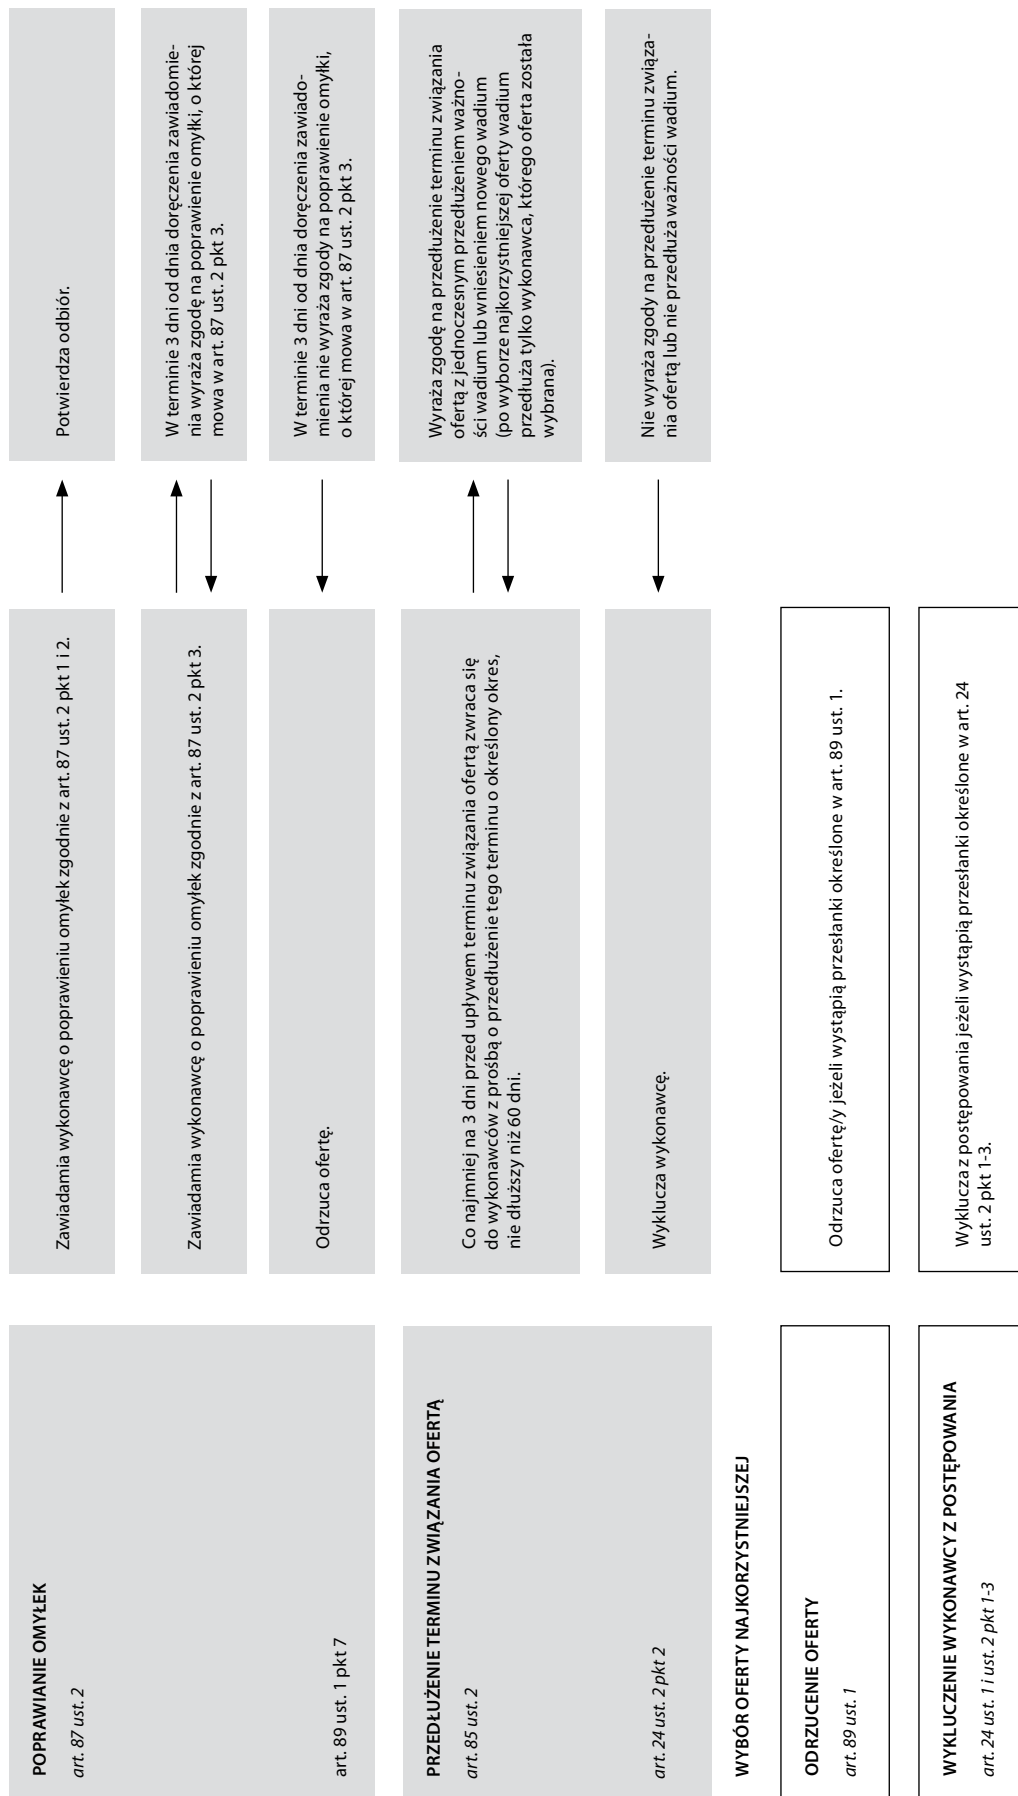 POPRAWIANIE OMYŁEK
art. 87 ust. 2
Zawiadamia wykonawcę o poprawieniu omyłek zgodnie z art. 87 ust. 2 pkt 1 i 2.
Potwierdza odbiór.
Zawiadamia wykonawcę o poprawieniu omyłek zgodnie z art. 87 ust. 2 pkt 3.
W terminie 3 dni od dnia doręczenia zawiadomie-
nia wyraża zgodę na poprawienie omyłki, o której
mowa w art. 87 ust. 2 pkt 3.
art. 89 ust. 1 pkt 7
Odrzuca ofertę.
W terminie 3 dni od dnia doręczenia zawiado-
mienia nie wyraża zgody na poprawienie omyłki,
o której mowa w art. 87 ust. 2 pkt 3.
PRZEDŁUŻENIE TERMINU ZWIĄZANIA OFERTĄ
art. 85 ust. 2
Co najmniej na 3 dni przed upływem terminu związania ofertą zwraca się
do wykonawców z prośbą o przedłużenie tego terminu o określony okres,
nie dłuższy niż 60 dni.
Wyraża zgodę na przedłużenie terminu związania
ofertą z jednoczesnym przedłużeniem ważno-
ści wadium lub wniesieniem nowego wadium
(po wyborze najkorzystniejszej oferty wadium
przedłuża tylko wykonawca, którego oferta została
wybrana).
art. 24 ust. 2 pkt 2
Wyklucza wykonawcę.
Nie wyraża zgody na przedłużenie terminu związa-
nia ofertą lub nie przedłuża ważności wadium.
WYBÓR OFERTY NAJKORZYSTNIEJSZEJ
ODRZUCENIE OFERTY
art. 89 ust. 1
Odrzuca ofertę/y jeżeli wystąpią przesłanki określone w art. 89 ust. 1.
WYKLUCZENIE WYKONAWCY Z POSTĘPOWANIA
art. 24 ust. 1 i ust. 2 pkt 1-3
Wyklucza z postępowania jeżeli wystąpią przesłanki określone w art. 24
ust. 2 pkt 1-3.